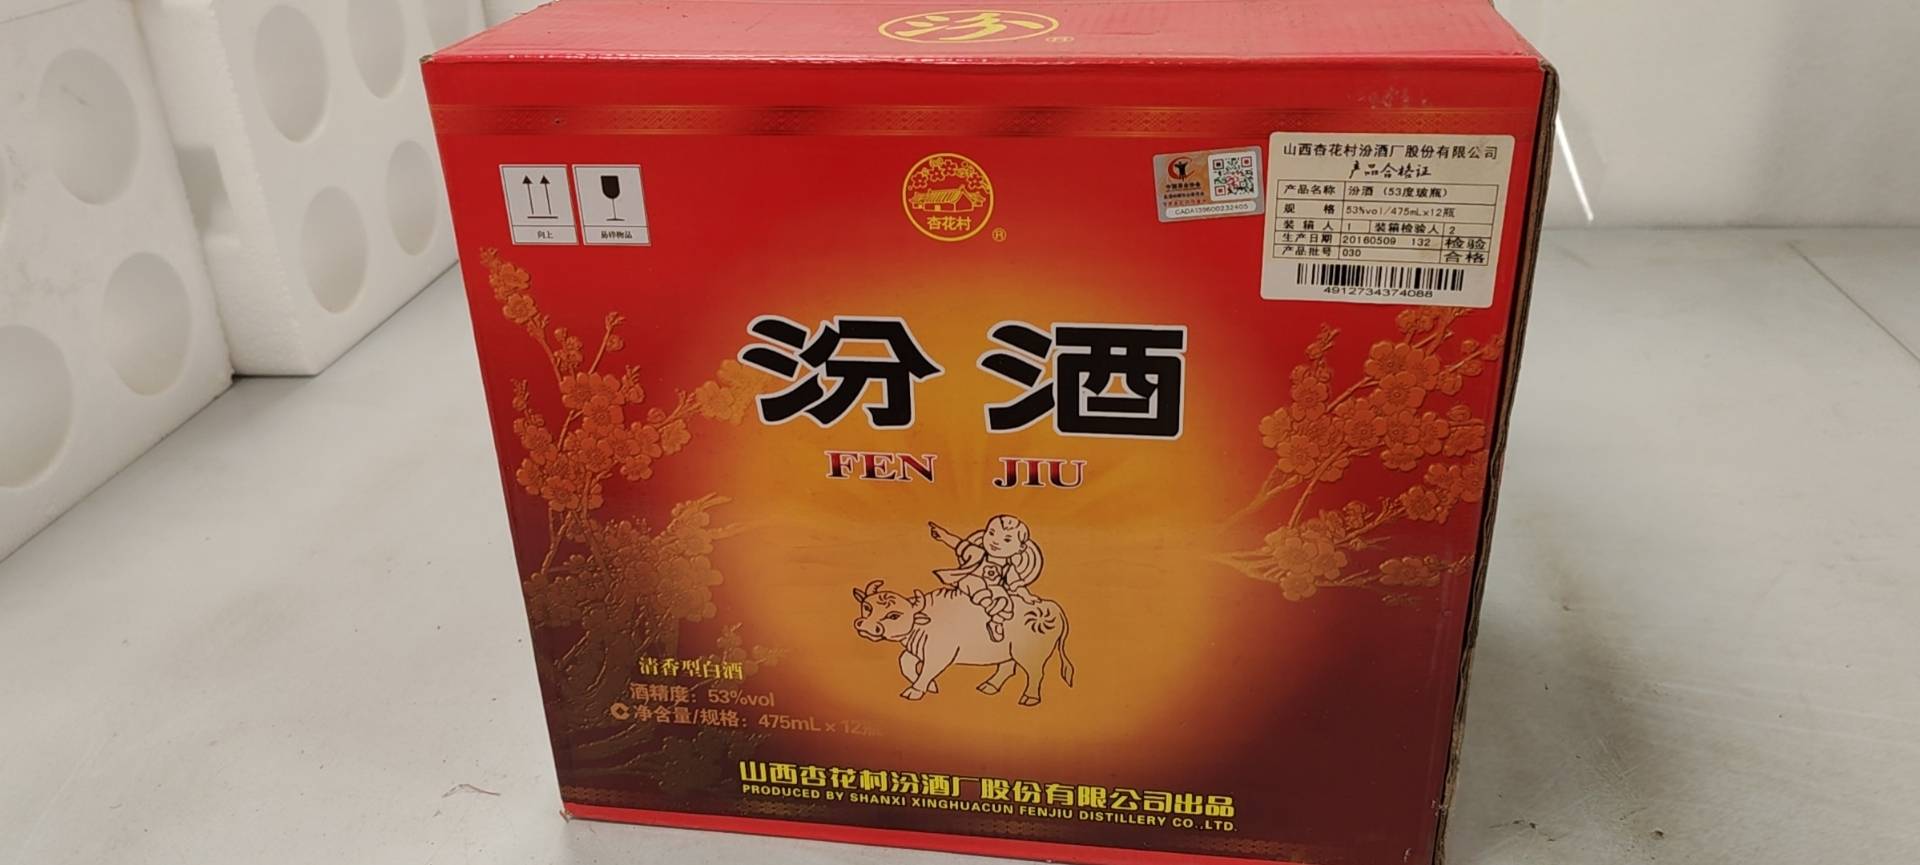 汾
®
山西杏花村汾酒厂股份有限公司
产品合格证
产品名称 汾酒（53度玻瓶）
规 格 53%vol/475mL×12瓶
装箱人 1 装箱检验人 2
生产日期 20160509 132 检验
产品批号 030 合格
4912734374088
CADA159600232405
向上
易碎物品
杏花村
®
汾酒
FEN JIU
清香型白酒
酒精度：53%vol
净含量/规格：475mL×12瓶
山西杏花村汾酒厂股份有限公司出品
PRODUCED BY SHANXI XINGHUACUN FENJIU DISTILLERY CO.,LTD.